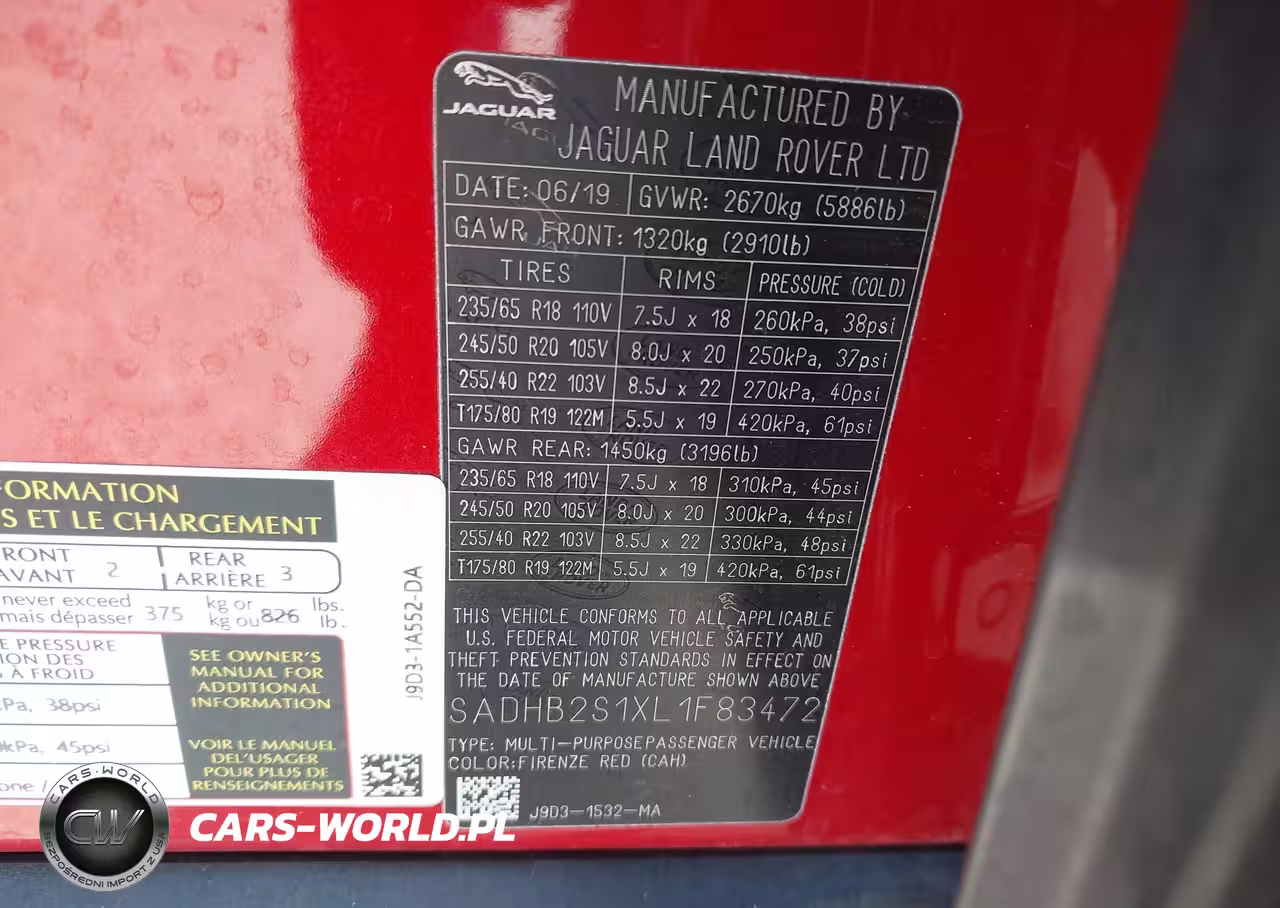 JAGUAR
MANUFACTURED BY
JAGUAR LAND ROVER LTD
DATE: 06/19 GVWR: 2670kg (5886lb)
GAWR FRONT: 1320kg (2910lb)
TIRES RIMS PRESSURE (COLD)
235/65 R18 110V 7.5J x 18 260kPa, 38psi
245/50 R20 105V 8.0J x 20 250kPa, 37psi
255/40 R22 103V 8.5J x 22 270kPa, 40psi
T175/80 R19 122M 5.5J x 19 420kPa, 61psi
GAWR REAR: 1450kg (3196lb)
235/65 R18 110V 7.5J x 18 310kPa, 45psi
245/50 R20 105V 8.0J x 20 300kPa, 44psi
255/40 R22 103V 8.5J x 22 330kPa, 48psi
T175/80 R19 122M 5.5J x 19 420kPa, 61psi
THIS VEHICLE CONFORMS TO ALL APPLICABLE
U.S. FEDERAL MOTOR VEHICLE SAFETY AND
THEFT PREVENTION STANDARDS IN EFFECT ON
THE DATE OF MANUFACTURE SHOWN ABOVE
SADHB2S1XL1F83472
TYPE: MULTI-PURPOSE PASSENGER VEHICLE
COLOR:FIRENZE RED (CAH)
J9D3-1532-MA
FORMATION
S ET LE CHARGEMENT
RONT 2 REAR 3
AVANT ARRIÈRE
never exceed 375 kg or 826 lbs.
mais dépasser kg ou lb.
E PRESSURE
ION DES
À FROID
Pa, 38psi
kPa, 45psi
one /
SEE OWNER'S
MANUAL FOR
ADDITIONAL
INFORMATION
VOIR LE MANUEL
DEL'USAGER
POUR PLUS DE
RENSEIGNEMENTS
J9D3-1A552-DA
CARS-WORLD
CW
BEZPOŚREDNI IMPORT Z USA
CARS-WORLD.PL